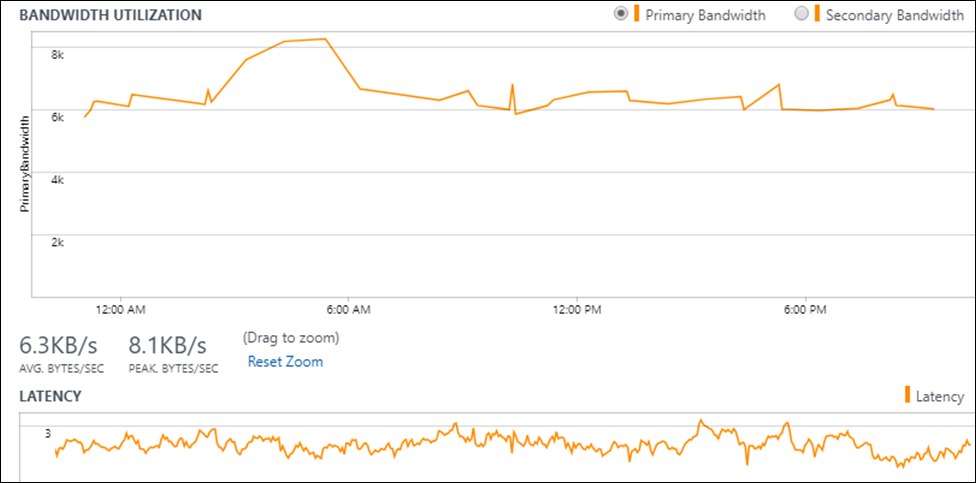 BANDWIDTH UTILIZATION
Primary Bandwidth
Secondary Bandwidth
8k
6k
4k
2k
PrimaryBandwidth
12:00 AM
6:00 AM
12:00 PM
6:00 PM
6.3KB/s
8.1KB/s
(Drag to zoom)
AVG. BYTES/SEC
PEAK. BYTES/SEC
Reset Zoom
LATENCY
Latency
3